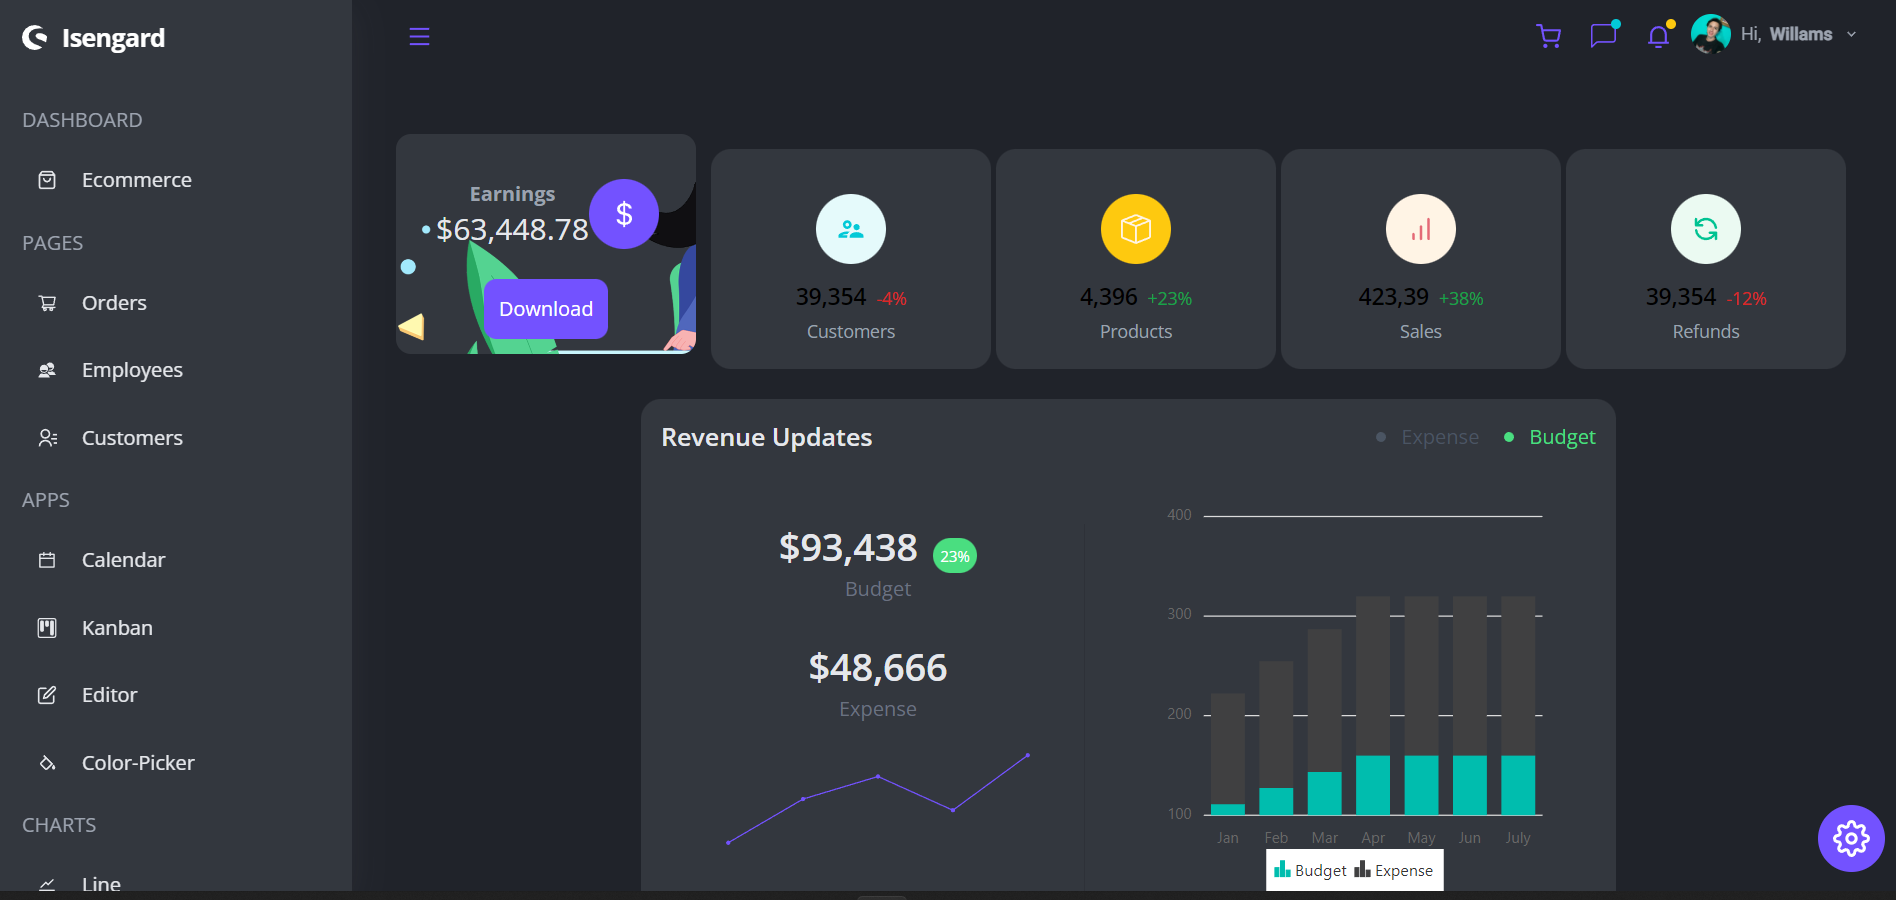 Isengard
Hi, Willams
DASHBOARD
Ecommerce
PAGES
Orders
Employees
Customers
APPS
Calendar
Kanban
Editor
Color-Picker
CHARTS
Line
Earnings
$63,448.78
$
Download
39,354 -4%
Customers
4,396 +23%
Products
423,39 +38%
Sales
39,354 -12%
Refunds
Revenue Updates
Expense
Budget
$93,438 23%
Budget
$48,666
Expense
400
300
200
100
Jan Feb Mar Apr May Jun July
Budget Expense